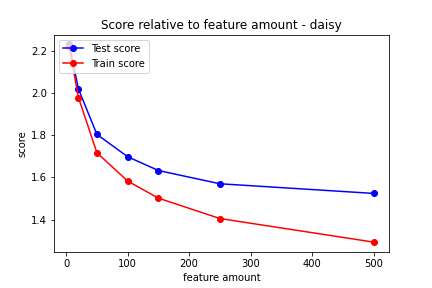 Score relative to feature amount - daisy
Test score
Train score
2.2
2.0
1.8
1.6
1.4
score
0
100
200
300
400
500
feature amount